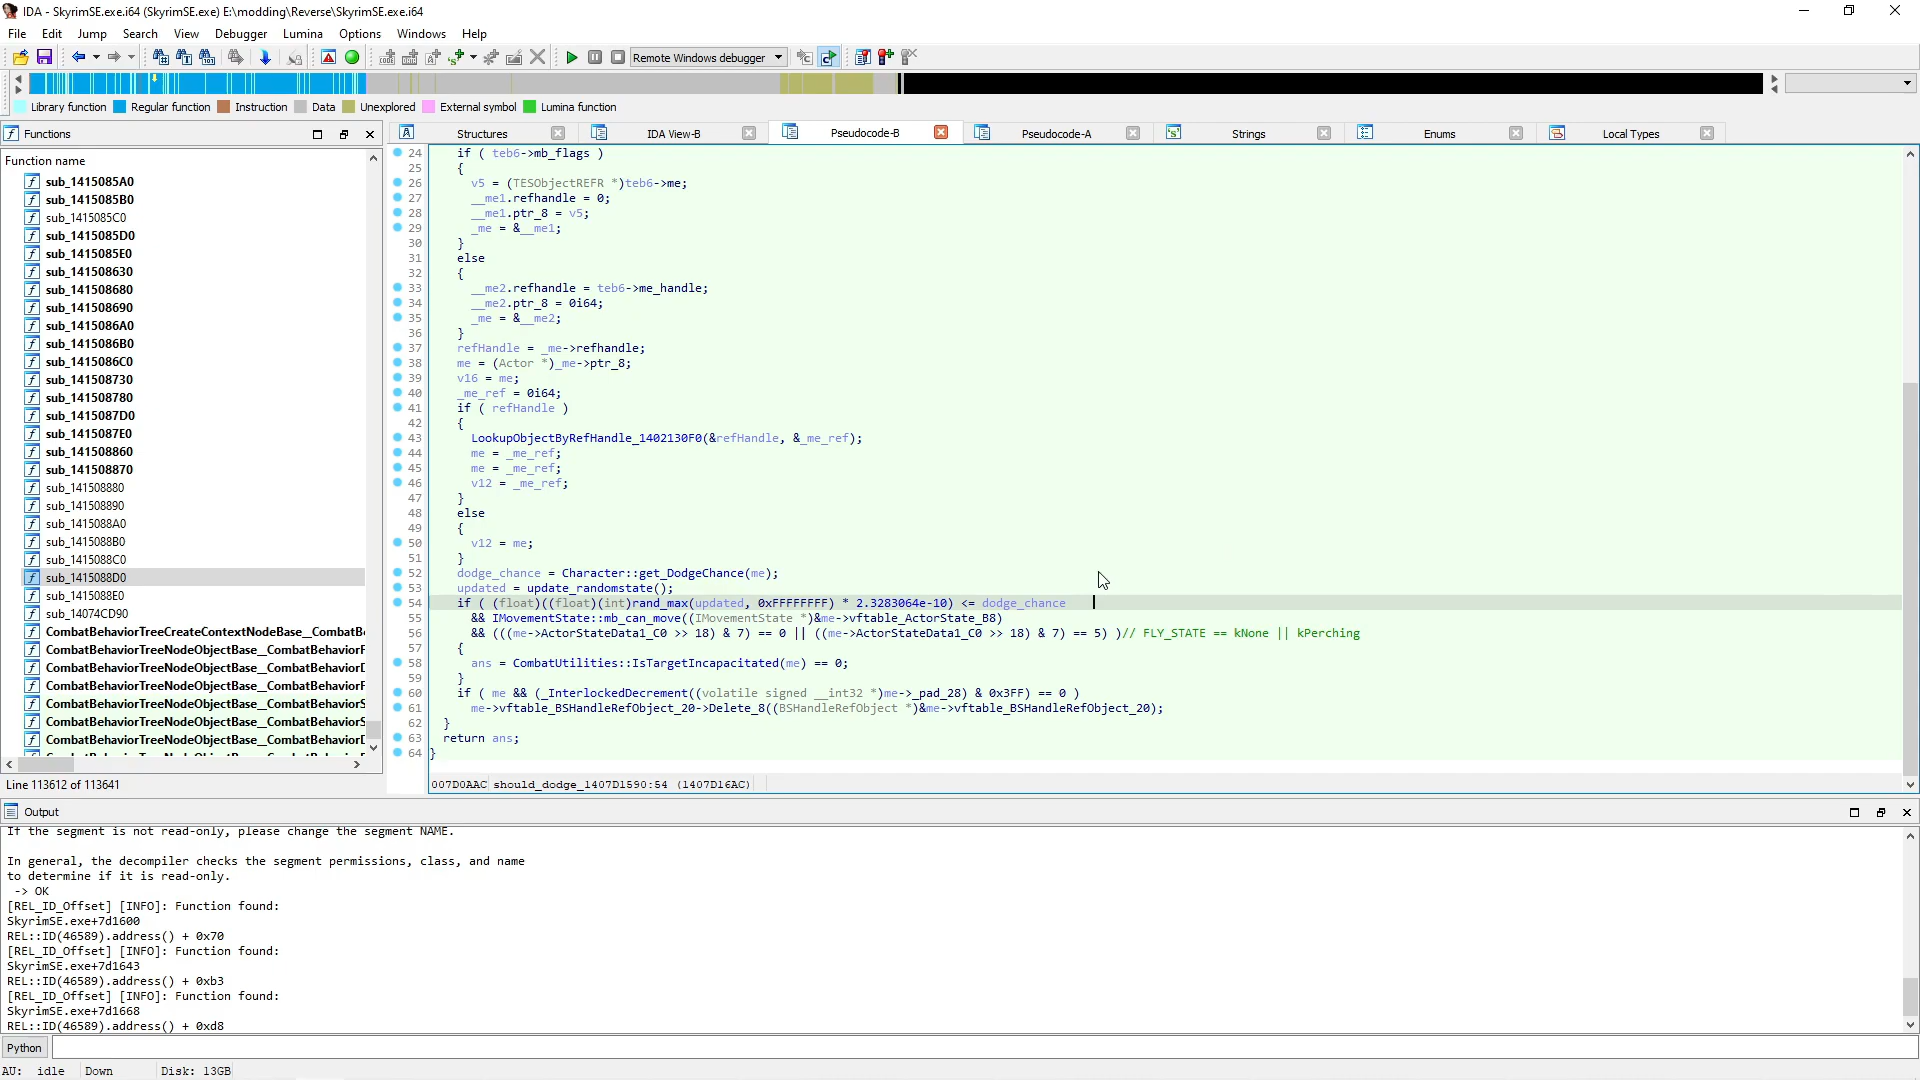 IDA - SkyrimSE.exe.i64 (SkyrimSE.exe) E:\modding\Reverse\SkyrimSE.exe.i64
File Edit Jump Search View Debugger Lumina Options Windows Help
Remote Windows debugger
Library function Regular function Instruction Data Unexplored External symbol Lumina function
Functions
Structures IDA View-B Pseudocode-B Pseudocode-A Strings Enums Local Types
Function name
sub_1415085A0
sub_1415085B0
sub_1415085C0
sub_1415085D0
sub_1415085E0
sub_141508630
sub_141508680
sub_141508690
sub_1415086A0
sub_1415086B0
sub_1415086C0
sub_141508730
sub_141508780
sub_1415087D0
sub_1415087E0
sub_141508860
sub_141508870
sub_141508880
sub_141508890
sub_1415088A0
sub_1415088B0
sub_1415088C0
sub_1415088D0
sub_1415088E0
sub_14074CD90
CombatBehaviorTreeCreateContextNodeBase__CombatB
CombatBehaviorTreeNodeObjectBase__CombatBehaviorF
CombatBehaviorTreeNodeObjectBase__CombatBehaviorD
CombatBehaviorTreeNodeObjectBase__CombatBehaviorF
CombatBehaviorTreeNodeObjectBase__CombatBehaviorS
CombatBehaviorTreeNodeObjectBase__CombatBehaviorS
CombatBehaviorTreeNodeObjectBase__CombatBehaviorD
Line 113612 of 113641
24 if ( teb6->mb_flags )
25 {
26 v5 = (TESObjectREFR *)teb6->me;
27 __me1.refhandle = 0;
28 __me1.ptr_8 = v5;
29 _me = &__me1;
30 }
31 else
32 {
33 __me2.refhandle = teb6->me_handle;
34 __me2.ptr_8 = 0i64;
35 _me = &__me2;
36 }
37 refHandle = _me->refhandle;
38 me = (Actor *)_me->ptr_8;
39 v16 = me;
40 _me_ref = 0i64;
41 if ( refHandle )
42 {
43 LookupObjectByRefHandle_1402130F0(&refHandle, &_me_ref);
44 me = _me_ref;
45 me = _me_ref;
46 v12 = _me_ref;
47 }
48 else
49 {
50 v12 = me;
51 }
52 dodge_chance = Character::get_DodgeChance(me);
53 updated = update_randomstate();
54 if ( (float)((float)(int)rand_max(updated, 0xFFFFFFFF) * 2.3283064e-10) <= dodge_chance
55 && IMovementState::mb_can_move((IMovementState *)&me->vftable_ActorState_B8)
56 && (((me->ActorStateData1_C0 >> 18) & 7) == 0 || ((me->ActorStateData1_C0 >> 18) & 7) == 5) )// FLY_STATE == kNone || kPerching
57 {
58 ans = CombatUtilities::IsTargetIncapacitated(me) == 0;
59 }
60 if ( me && (_InterlockedDecrement((volatile signed __int32 *)me->_pad_28) & 0x3FF) == 0 )
61 me->vftable_BSHandleRefObject_20->Delete_8((BSHandleRefObject *)&me->vftable_BSHandleRefObject_20);
62 }
63 return ans;
64 }
007D0AAC should_dodge_1407D1590:54 (1407D16AC)
Output
If the segment is not read-only, please change the segment NAME.
In general, the decompiler checks the segment permissions, class, and name
to determine if it is read-only.
-> OK
[REL_ID_Offset] [INFO]: Function found:
SkyrimSE.exe+7d1600
REL::ID(46589).address() + 0x70
[REL_ID_Offset] [INFO]: Function found:
SkyrimSE.exe+7d1643
REL::ID(46589).address() + 0xb3
[REL_ID_Offset] [INFO]: Function found:
SkyrimSE.exe+7d1668
REL::ID(46589).address() + 0xd8
Python
AU: idle Down Disk: 13GB